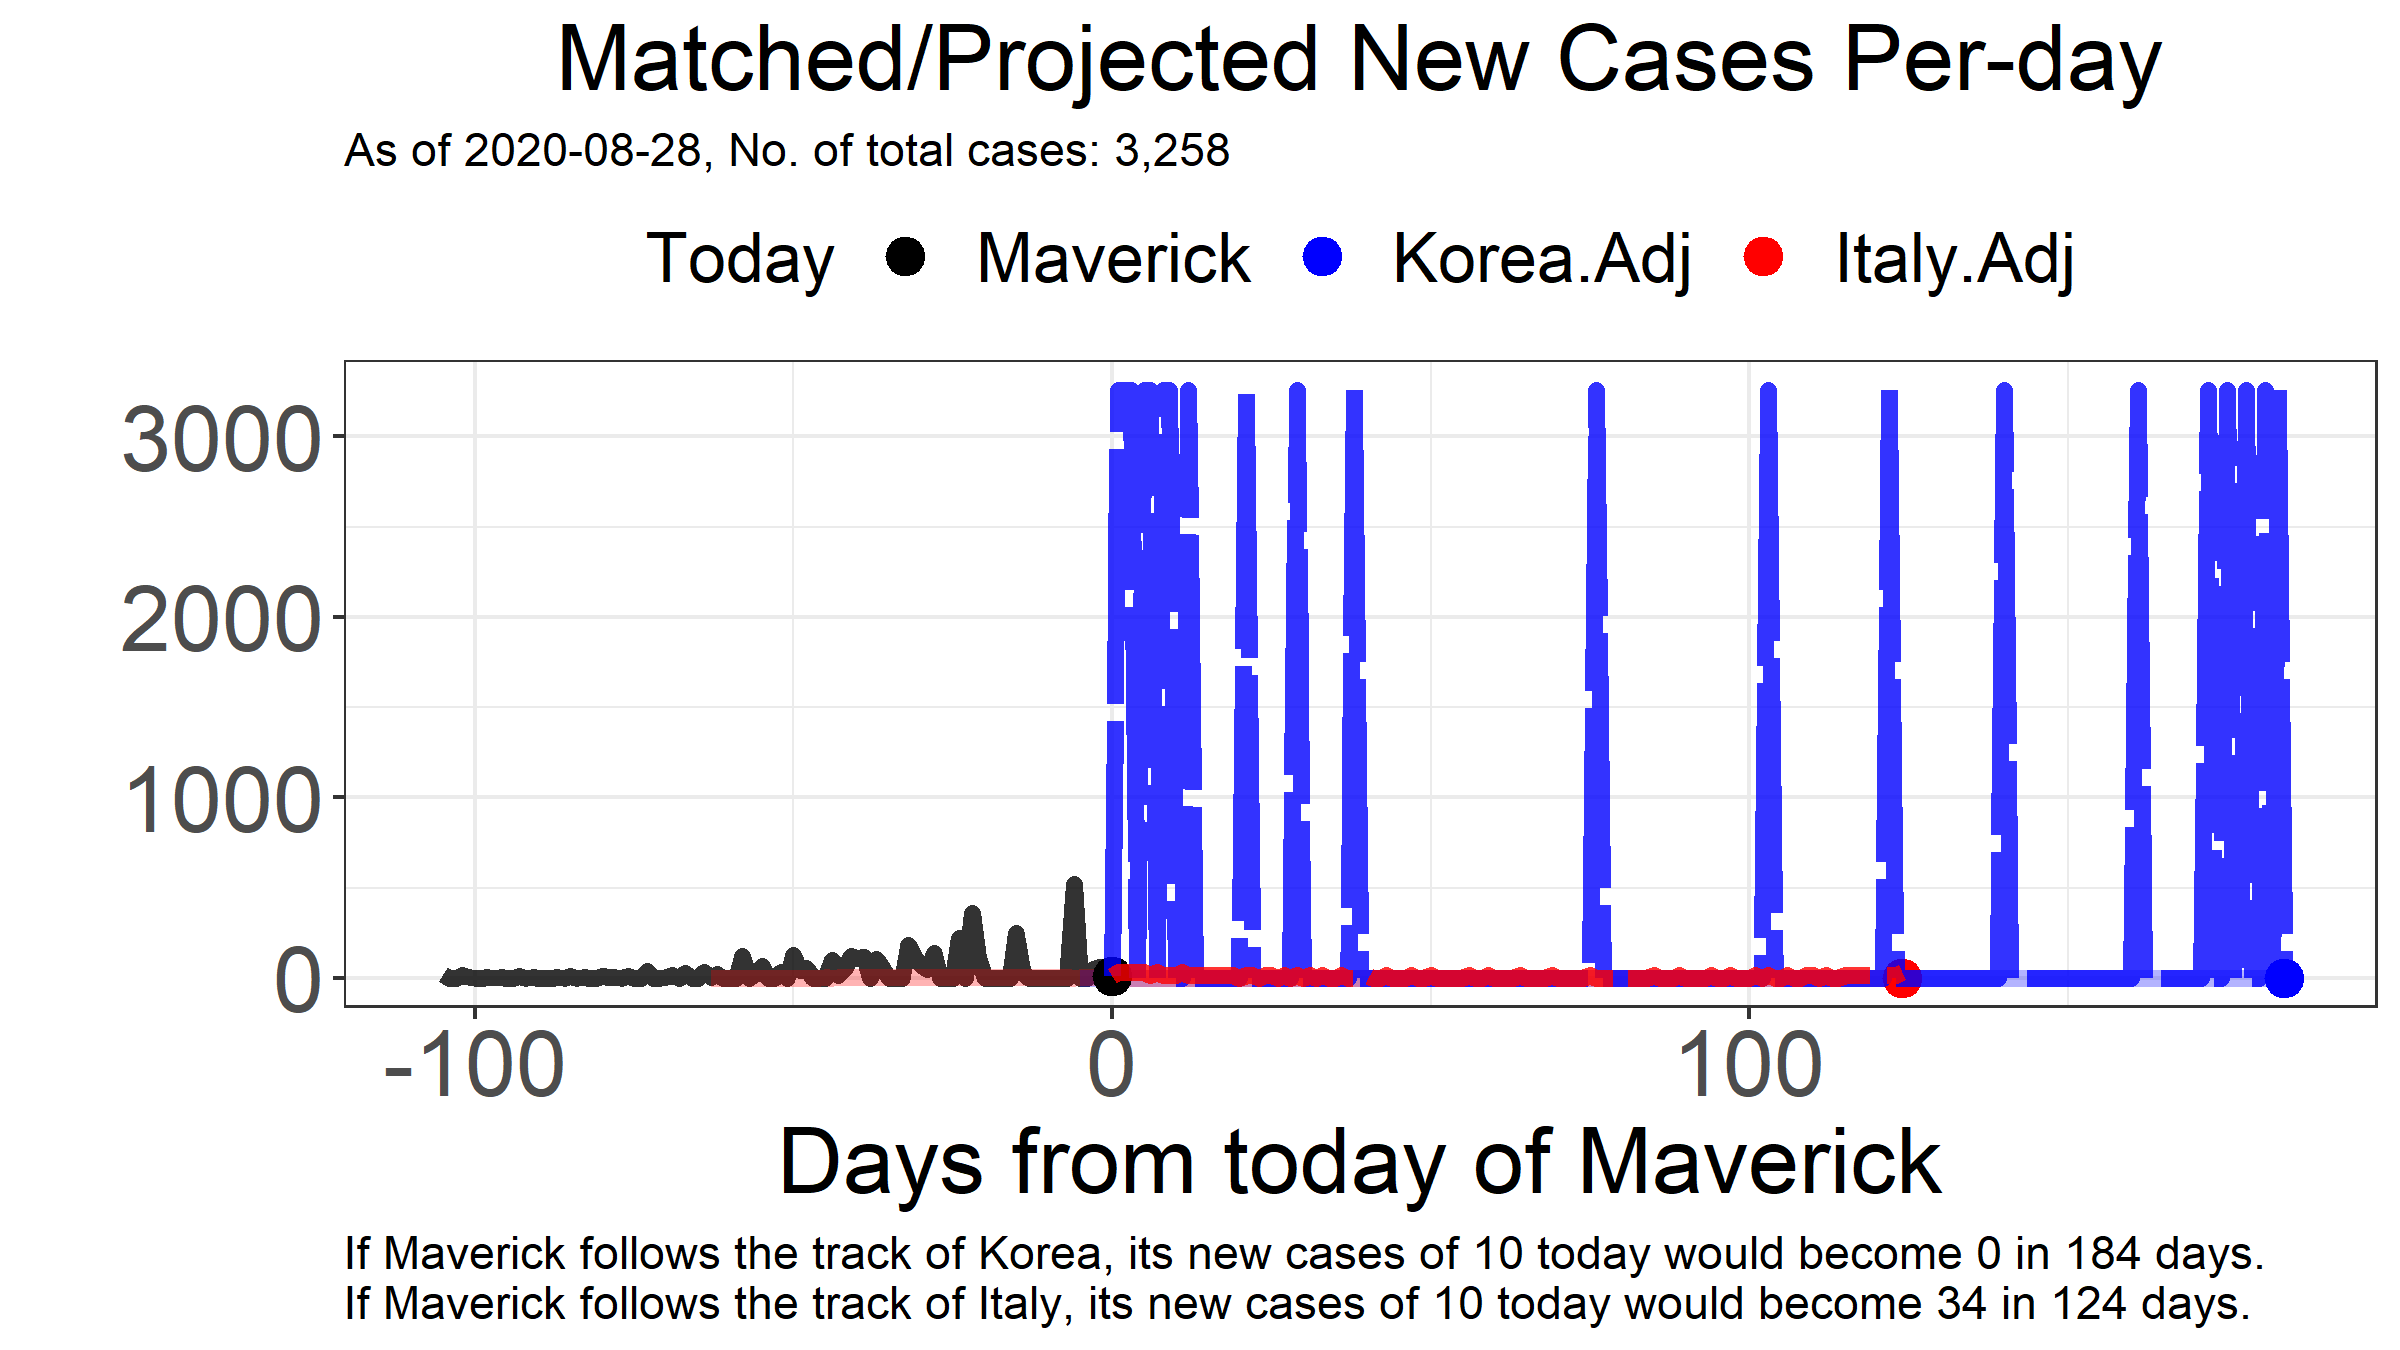 Matched/Projected New Cases Per-day
As of 2020-08-28, No. of total cases: 3,258
Today Maverick Korea.Adj Italy.Adj
3000
2000
1000
0
-100 0 100
Days from today of Maverick
If Maverick follows the track of Korea, its new cases of 10 today would become 0 in 184 days.
If Maverick follows the track of Italy, its new cases of 10 today would become 34 in 124 days.